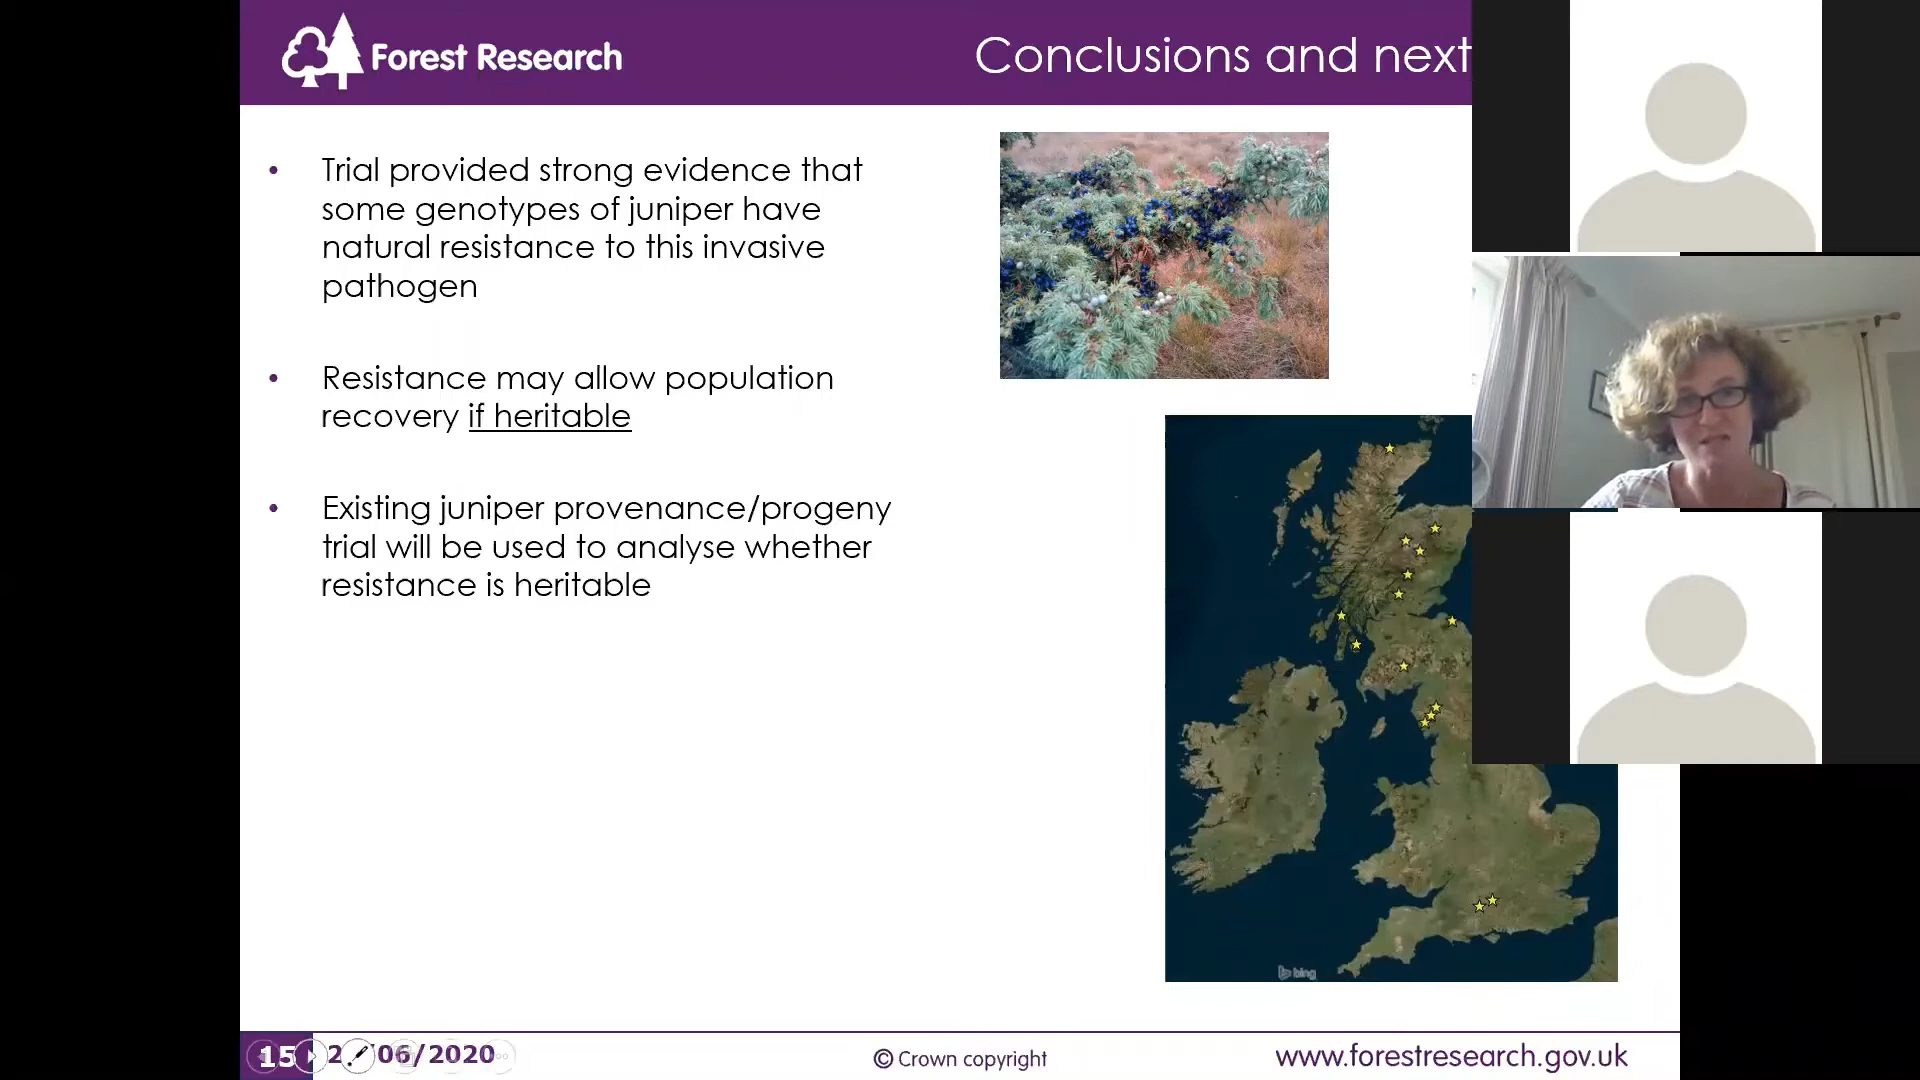 Forest Research
Conclusions and next
• Trial provided strong evidence that
some genotypes of juniper have
natural resistance to this invasive
pathogen
• Resistance may allow population
recovery if heritable
• Existing juniper provenance/progeny
trial will be used to analyse whether
resistance is heritable
bing
15
/06/2020
© Crown copyright
www.forestresearch.gov.uk